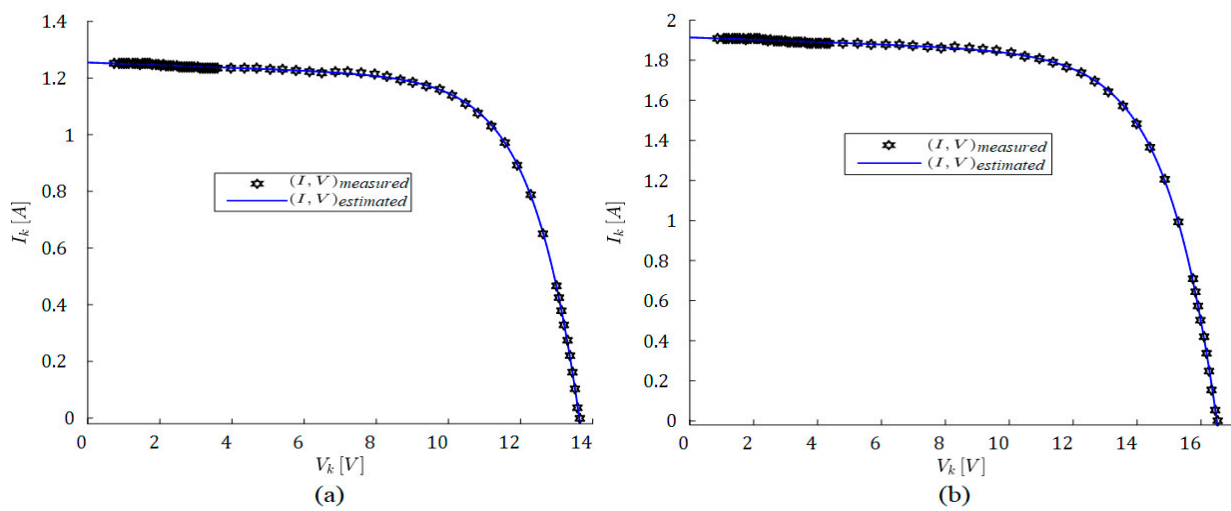 1.4
1.2
1
0.8
0.6
0.4
0.2
0
I_k [A]
(I, V)measured
(I, V)estimated
0 2 4 6 8 10 12 14
V_k [V]
(a)
2
1.8
1.6
1.4
1.2
1
0.8
0.6
0.4
0.2
0
I_k [A]
(I, V)measured
(I, V)estimated
0 2 4 6 8 10 12 14 16
V_k [V]
(b)